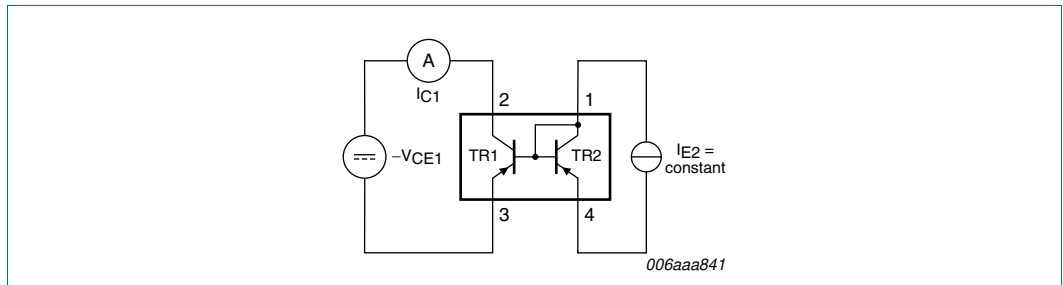 A
IC1
2
1
–VCE1
TR1
TR2
IE2 =
constant
3
4
006aaa841